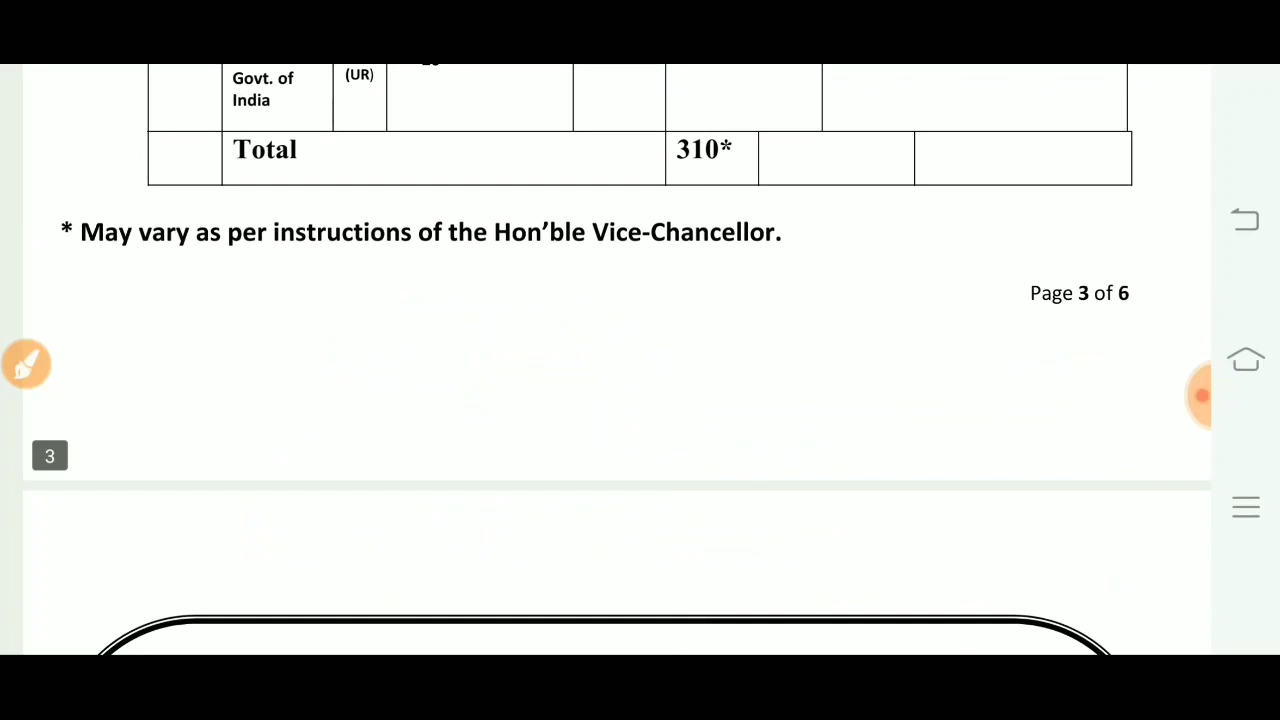 Govt. of
India
(UR)
Total 310*
* May vary as per instructions of the Hon’ble Vice-Chancellor.
Page 3 of 6
3